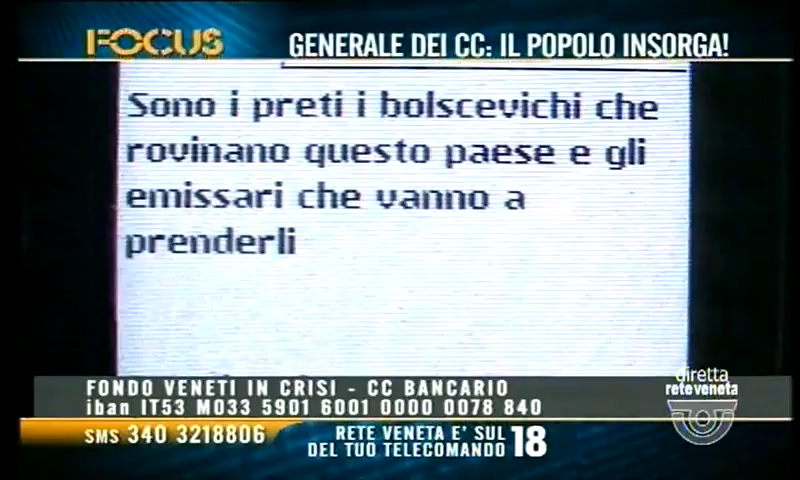 FOCUS
GENERALE DEI CC: IL POPOLO INSORGA!
Sono i preti i bolscevichi che
rovinano questo paese e gli
emissari che vanno a
prenderli
FONDO VENETI IN CRISI - CC BANCARIO
iban IT53 M033 5901 6001 0000 0078 840
diretta
reteveneta
SMS 340 3218806
RETE VENETA E' SUL 18
DEL TUO TELECOMANDO